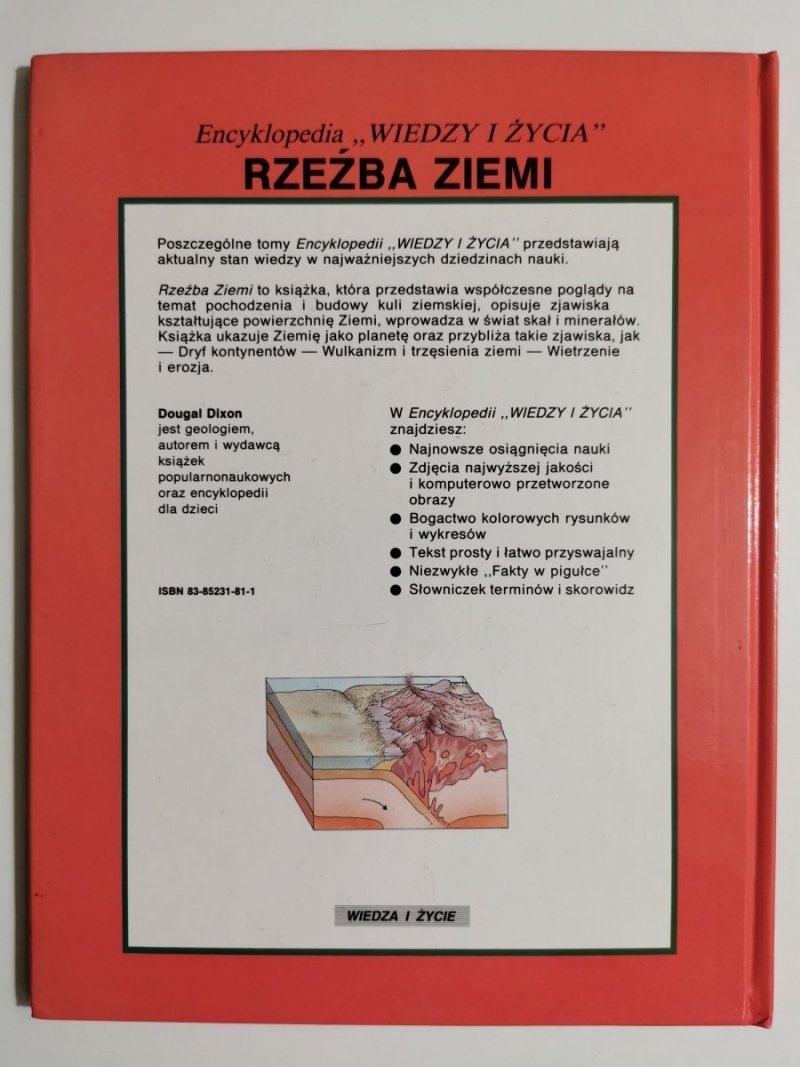 Encyklopedia „WIEDZY I ŻYCIA”
RZEŹBA ZIEMI
Poszczególne tomy Encyklopedii „WIEDZY I ŻYCIA” przedstawiają
aktualny stan wiedzy w najważniejszych dziedzinach nauki.
Rzeźba Ziemi to książka, która przedstawia współczesne poglądy na
temat pochodzenia i budowy kuli ziemskiej, opisuje zjawiska
kształtujące powierzchnię Ziemi, wprowadza w świat skał i minerałów.
Książka ukazuje Ziemię jako planetę oraz przybliża takie zjawiska, jak
— Dryf kontynentów — Wulkanizm i trzęsienia ziemi — Wietrzenie
i erozja.
Dougal Dixon
jest geologiem,
autorem i wydawcą
książek
popularnonaukowych
oraz encyklopedii
dla dzieci
ISBN 83-85231-81-1
W Encyklopedii „WIEDZY I ŻYCIA”
znajdziesz:
● Najnowsze osiągnięcia nauki
● Zdjęcia najwyższej jakości
i komputerowo przetworzone
obrazy
● Bogactwo kolorowych rysunków
i wykresów
● Tekst prosty i łatwo przyswajalny
● Niezwykłe „Fakty w pigułce”
● Słowniczek terminów i skorowidz
WIEDZA I ŻYCIE